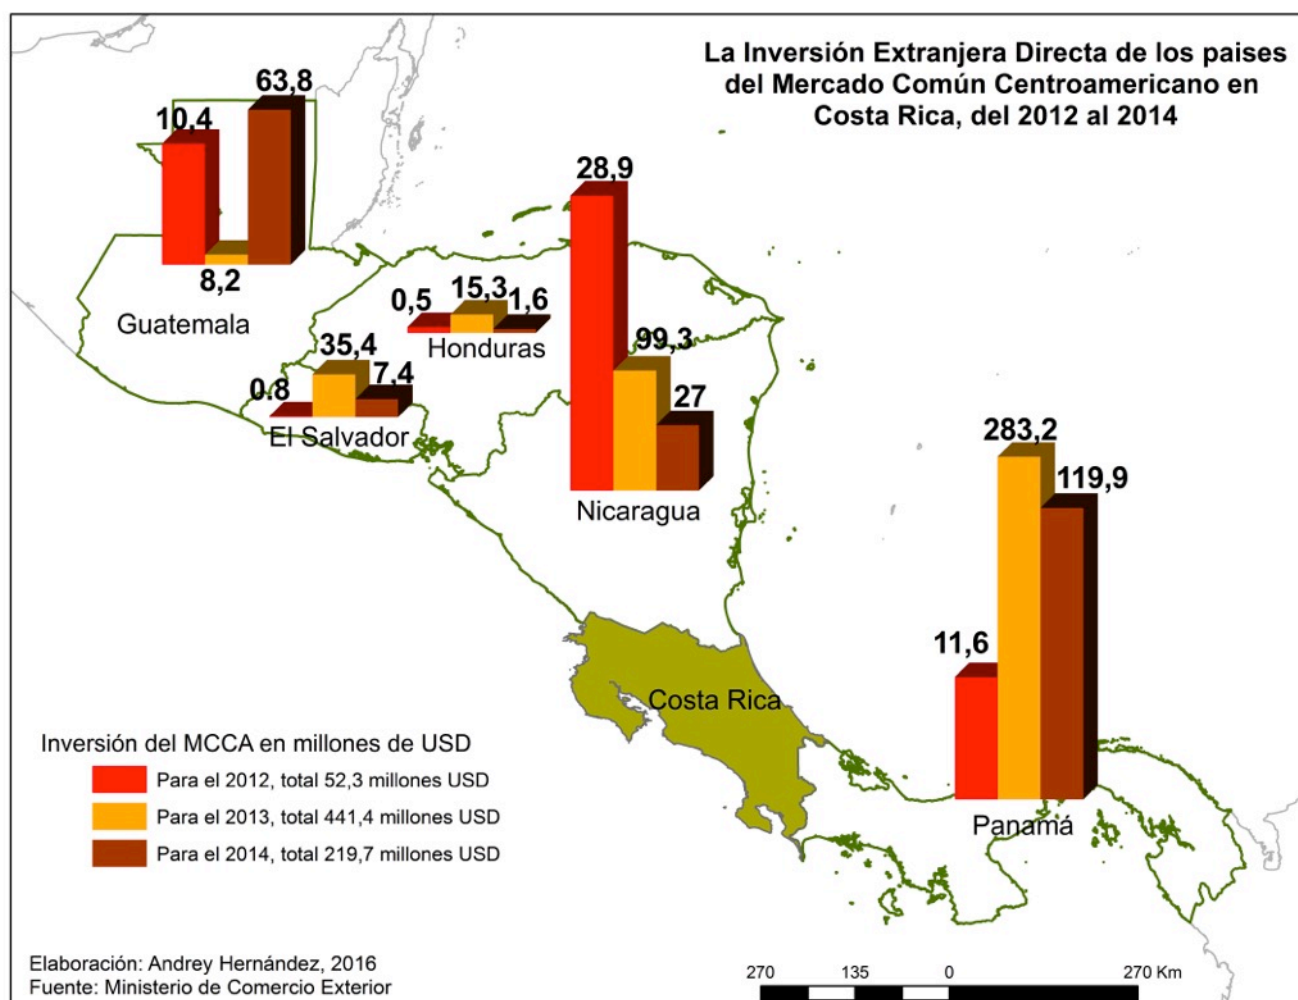 La Inversión Extranjera Directa de los paises
del Mercado Común Centroamericano en
Costa Rica, del 2012 al 2014
63,8
10,4
8,2
Guatemala
28,9
0,5
15,3
1,6
Honduras
35,4
0.8
7,4
El Salvador
99,3
27
Nicaragua
283,2
119,9
11,6
Panamá
Costa Rica
Inversión del MCCA en millones de USD
Para el 2012, total 52,3 millones USD
Para el 2013, total 441,4 millones USD
Para el 2014, total 219,7 millones USD
Elaboración: Andrey Hernández, 2016
Fuente: Ministerio de Comercio Exterior
270 135 0 270 Km